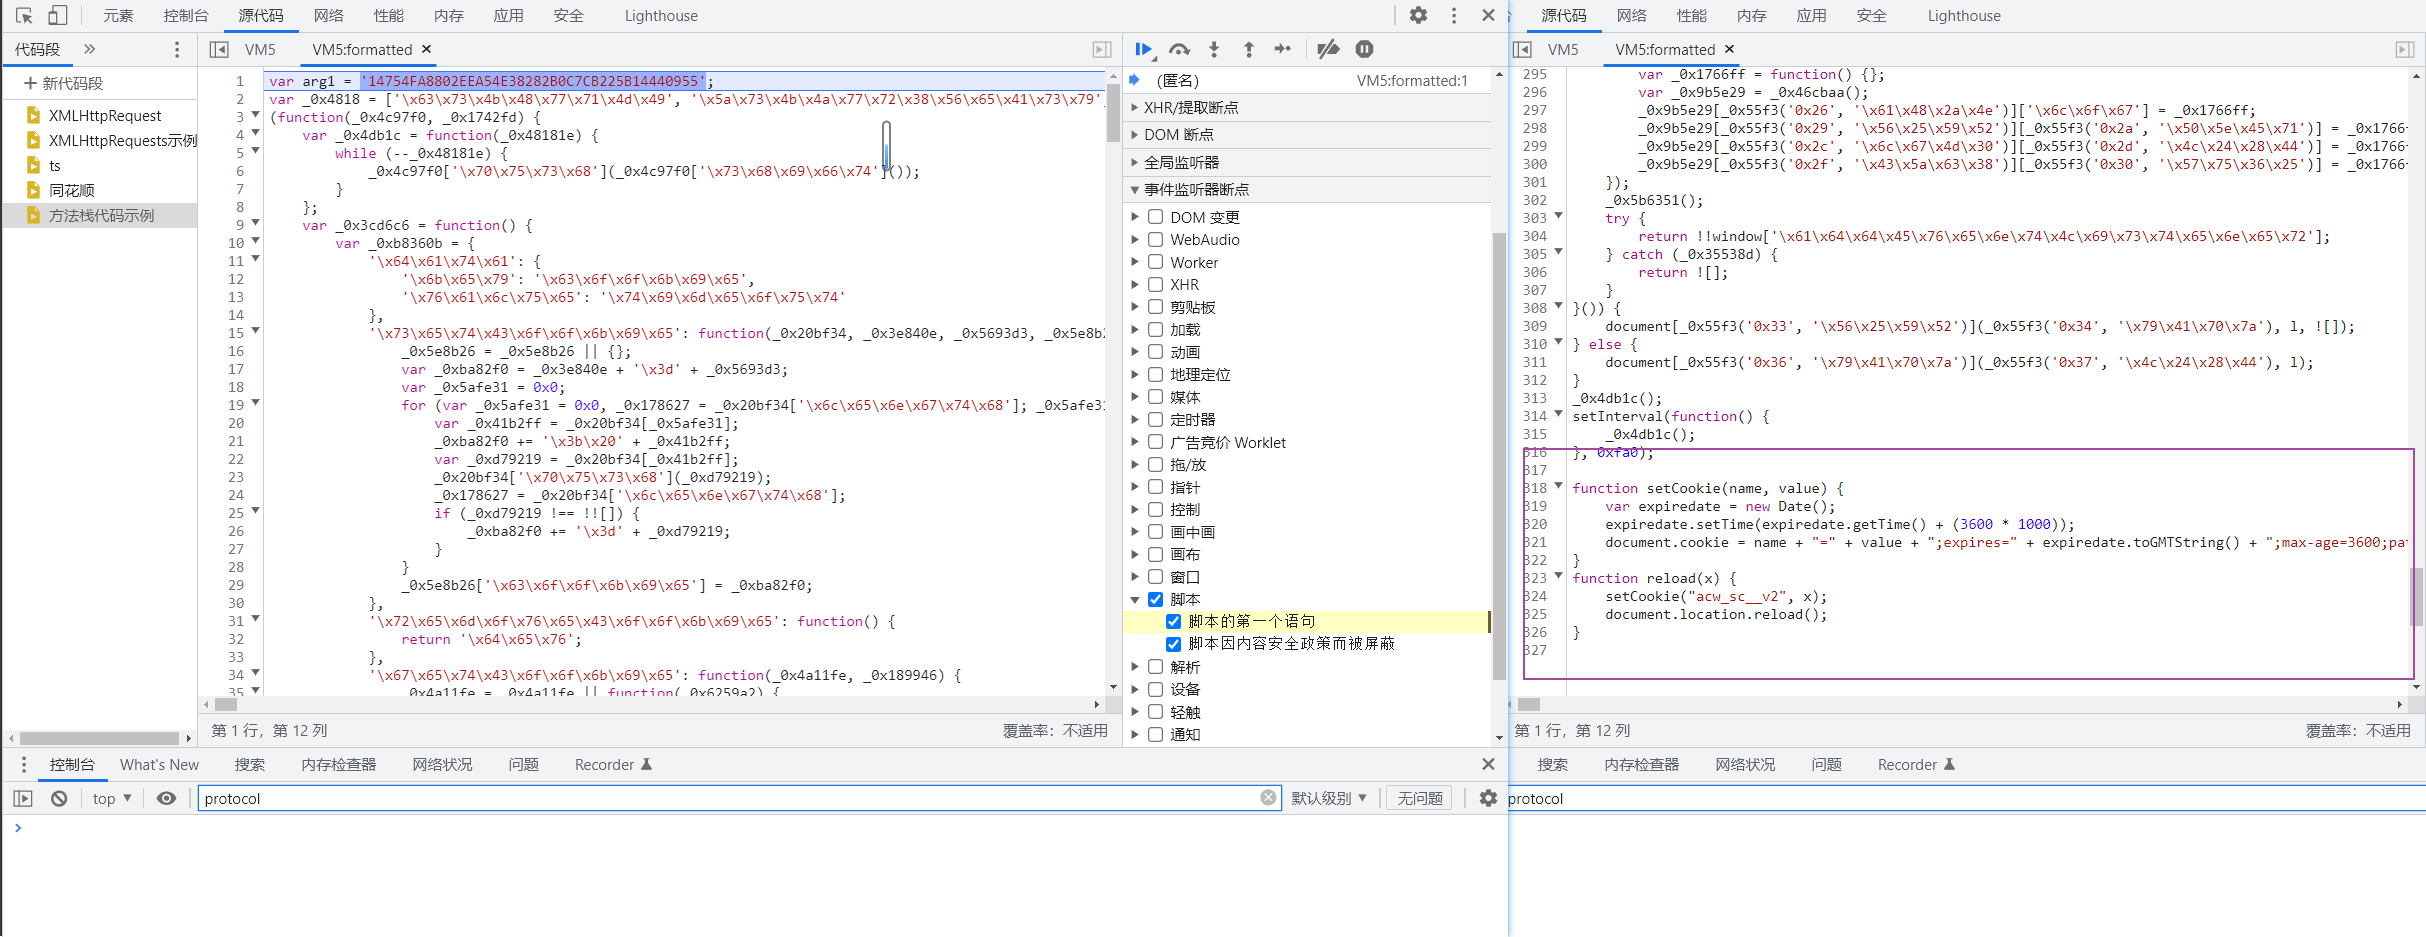 元素 控制台 源代码 网络 性能 内存 应用 安全 Lighthouse
代码段
VM5 VM5:formatted
新代码段
XMLHttpRequest
XMLHttpRequests示例
ts
同花顺
方法栈代码示例
1 var arg1 = '14754FA8802EEA54E38282B0C7CB225B14440955';
2 var _0x4818 = ['\x63\x73\x4b\x48\x77\x71\x4d\x49', '\x5a\x73\x4b\x4a\x77\x72\x38\x56\x65\x41\x73\x79'
3 (function(_0x4c97f0, _0x1742fd) {
4 var _0x4db1c = function(_0x48181e) {
5 while (--_0x48181e) {
6 _0x4c97f0['\x70\x75\x73\x68'](_0x4c97f0['\x73\x68\x69\x66\x74']());
7 }
8 };
9 var _0x3cd6c6 = function() {
10 var _0xb8360b = {
11 '\x64\x61\x74\x61': {
12 '\x6b\x65\x79': '\x63\x6f\x6f\x6b\x69\x65',
13 '\x76\x61\x6c\x75\x65': '\x74\x69\x6d\x65\x6f\x75\x74'
14 },
15 '\x73\x65\x74\x43\x6f\x6f\x6b\x69\x65': function(_0x20bf34, _0x3e840e, _0x5693d3, _0x5e8b2
16 _0x5e8b26 = _0x5e8b26 || {};
17 var _0xba82f0 = _0x3e840e + '\x3d' + _0x5693d3;
18 var _0x5afe31 = 0x0;
19 for (var _0x5afe31 = 0x0, _0x178627 = _0x20bf34['\x6c\x65\x6e\x67\x74\x68']; _0x5afe31
20 var _0x41b2ff = _0x20bf34[_0x5afe31];
21 _0xba82f0 += '\x3b\x20' + _0x41b2ff;
22 var _0xd79219 = _0x20bf34[_0x41b2ff];
23 _0x20bf34['\x70\x75\x73\x68'](_0xd79219);
24 _0x178627 = _0x20bf34['\x6c\x65\x6e\x67\x74\x68'];
25 if (_0xd79219 !== !![]) {
26 _0xba82f0 += '\x3d' + _0xd79219;
27 }
28 }
29 _0x5e8b26['\x63\x6f\x6f\x6b\x69\x65'] = _0xba82f0;
30 },
31 '\x72\x65\x6d\x6f\x76\x65\x43\x6f\x6f\x6b\x69\x65': function() {
32 return '\x64\x65\x76';
33 },
34 '\x67\x65\x74\x43\x6f\x6f\x6b\x69\x65': function(_0x4a11fe, _0x189946) {
35 _0x4a11fe = _0x4a11fe || function(_0x6259a2) {
第 1 行，第 12 列 覆盖率：不适用
(匿名) VM5:formatted:1
XHR/提取断点
DOM 断点
全局监听器
事件监听器断点
DOM 变更
WebAudio
Worker
XHR
剪贴板
加载
动画
地理定位
媒体
定时器
广告竞价 Worklet
拖/放
指针
控制
画中画
画布
窗口
脚本
脚本的第一个语句
脚本因内容安全政策而被屏蔽
解析
设备
轻触
通知
控制台 What's New 搜索 内存检查器 网络状况 问题 Recorder
top protocol 默认级别 无问题
源代码 网络 性能 内存 应用 安全 Lighthouse
VM5 VM5:formatted
295 var _0x1766ff = function() {};
296 var _0x9b5e29 = _0x46cbaa();
297 _0x9b5e29[_0x55f3('0x26', '\x61\x48\x2a\x4e')]['\x6c\x6f\x67'] = _0x1766ff;
298 _0x9b5e29[_0x55f3('0x29', '\x56\x25\x59\x52')][_0x55f3('0x2a', '\x50\x5e\x45\x71')] = _0x1766
299 _0x9b5e29[_0x55f3('0x2c', '\x6c\x67\x4d\x30')][_0x55f3('0x2d', '\x4c\x24\x28\x44')] = _0x1766
300 _0x9b5e29[_0x55f3('0x2f', '\x43\x5a\x63\x38')][_0x55f3('0x30', '\x57\x75\x36\x25')] = _0x1766
301 });
302 _0x5b6351();
303 try {
304 return !!window['\x61\x64\x64\x45\x76\x65\x6e\x74\x4c\x69\x73\x74\x65\x6e\x65\x72'];
305 } catch (_0x35538d) {
306 return ![];
307 }
308 }()) {
309 document[_0x55f3('0x33', '\x56\x25\x59\x52')](_0x55f3('0x34', '\x79\x41\x70\x7a'), l, ![]);
310 } else {
311 document[_0x55f3('0x36', '\x79\x41\x70\x7a')](_0x55f3('0x37', '\x4c\x24\x28\x44'), l);
312 }
313 _0x4db1c();
314 setInterval(function() {
315 _0x4db1c();
316 }, 0xfa0);
317
318 function setCookie(name, value) {
319 var expiredate = new Date();
320 expiredate.setTime(expiredate.getTime() + (3600 * 1000));
321 document.cookie = name + "=" + value + ";expires=" + expiredate.toGMTString() + ";max-age=3600;pa
322 }
323 function reload(x) {
324 setCookie("acw_sc__v2", x);
325 document.location.reload();
326 }
327
第 1 行，第 12 列 覆盖率：不适用
搜索 内存检查器 网络状况 问题 Recorder
protocol